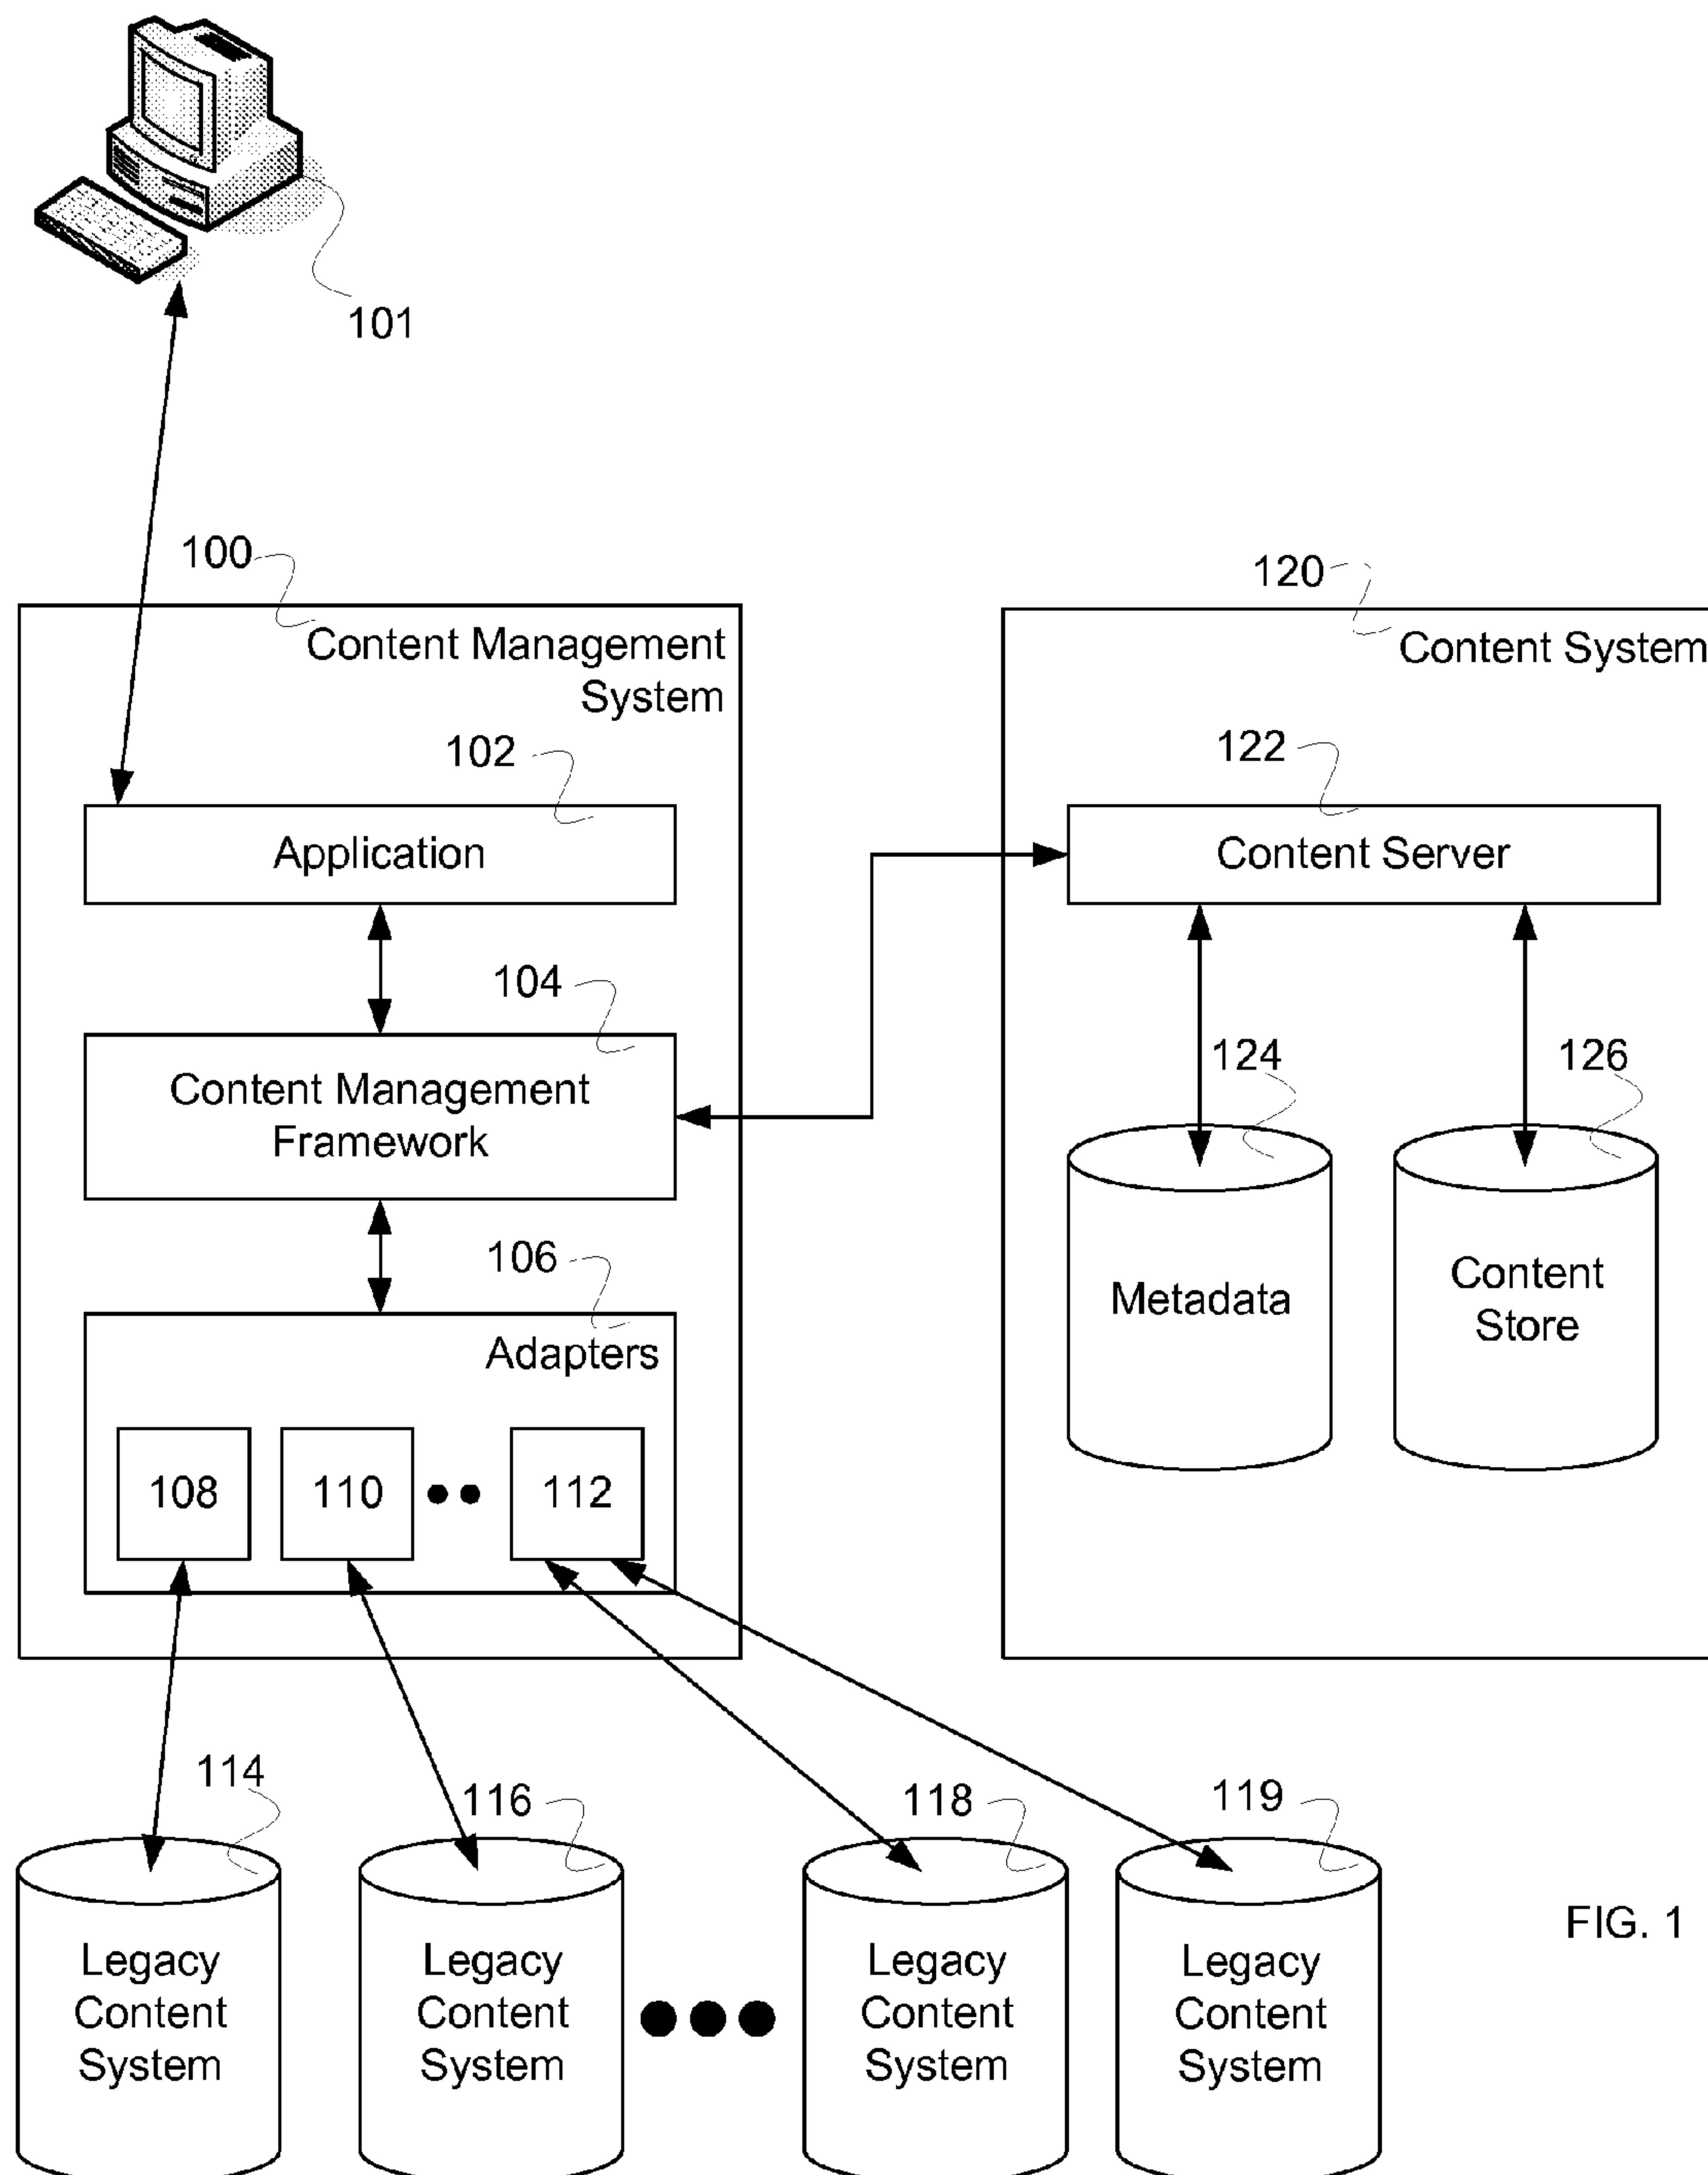 101
100
Content Management
System
102
Application
104
Content Management
Framework
106
Adapters
108
110
112
120
Content System
122
Content Server
124
126
Metadata
Content
Store
114
116
118
119
Legacy
Content
System
Legacy
Content
System
Legacy
Content
System
Legacy
Content
System
FIG. 1